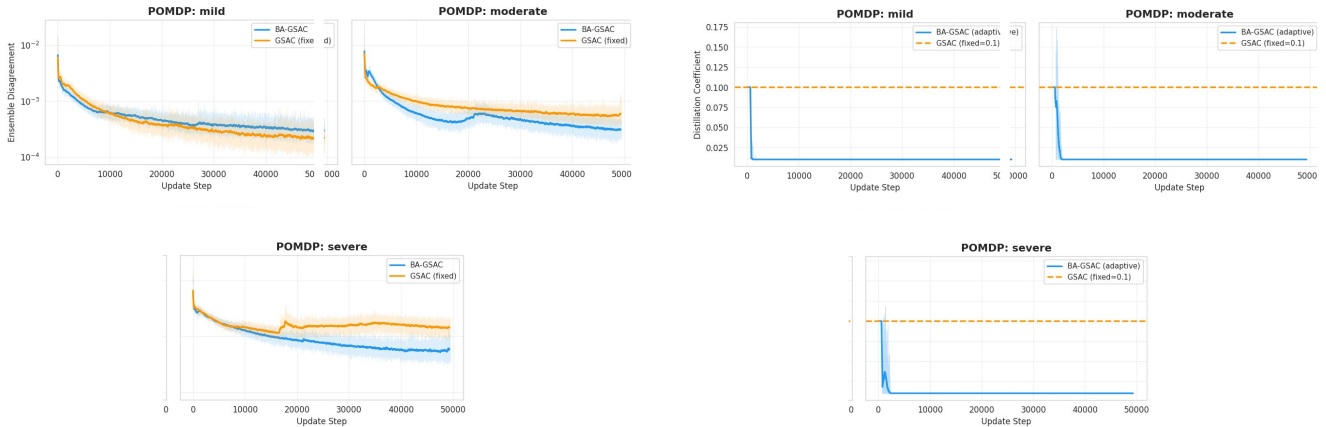 POMDP: mild
POMDP: moderate
POMDP: mild
POMDP: moderate
BA-GSAC
GSAC (fixe d)
BA-GSAC
GSAC (fixed)
BA-GSAC (adaptive)
GSAC (fixed=0.1)
BA-GSAC (adaptive)
GSAC (fixed=0.1)
Ensemble Disagreement
10⁻²
10⁻³
10⁻⁴
0 10000 20000 30000 40000 50
0 10000 20000 30000 40000 50000
Update Step
Update Step
Distillation Coefficient
0.175
0.150
0.125
0.100
0.075
0.050
0.025
0 10000 20000 30000 40000 5( 0000
0 10000 20000 30000 40000 5000
Update Step
Update Step
POMDP: severe
BA-GSAC
GSAC (fixed)
0 0 10000 20000 30000 40000 50000
Update Step
POMDP: severe
BA-GSAC (adaptive)
GSAC (fixed=0.1)
0 0 10000 20000 30000 40000 50000
Update Step